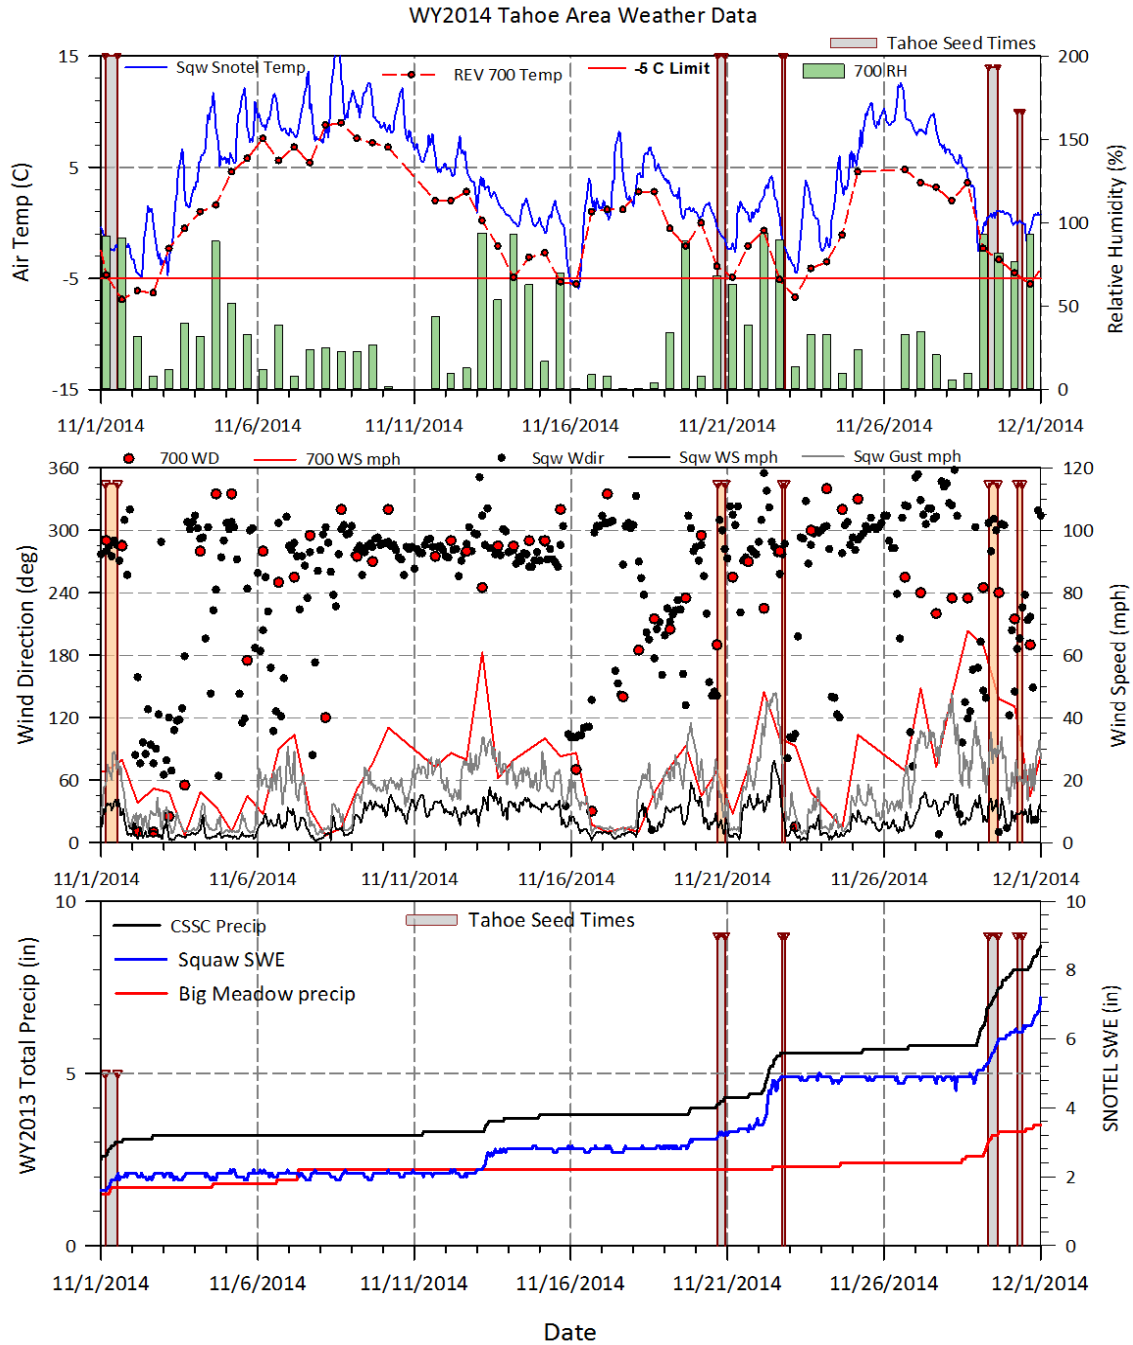 WY2014 Tahoe Area Weather Data
Tahoe Seed Times
Sqw Snotel Temp
REV 700 Temp
-5 C Limit
700 RH
Air Temp (C)
15
5
-5
-15
200
150
100
50
0
Relative Humidity (%)
11/1/2014 11/6/2014 11/11/2014 11/16/2014 11/21/2014 11/26/2014 12/1/2014
700 WD
700 WS mph
Sqw Wdir
Sqw WS mph
Sqw Gust mph
Wind Direction (deg)
360
300
240
180
120
60
0
120
100
80
60
40
20
0
Wind Speed (mph)
11/1/2014 11/6/2014 11/11/2014 11/16/2014 11/21/2014 11/26/2014 12/1/2014
CSSC Precip
Squaw SWE
Big Meadow precip
Tahoe Seed Times
WY2013 Total Precip (in)
10
5
0
10
8
6
4
2
0
SNOTEL SWE (in)
11/1/2014 11/6/2014 11/11/2014 11/16/2014 11/21/2014 11/26/2014 12/1/2014
Date